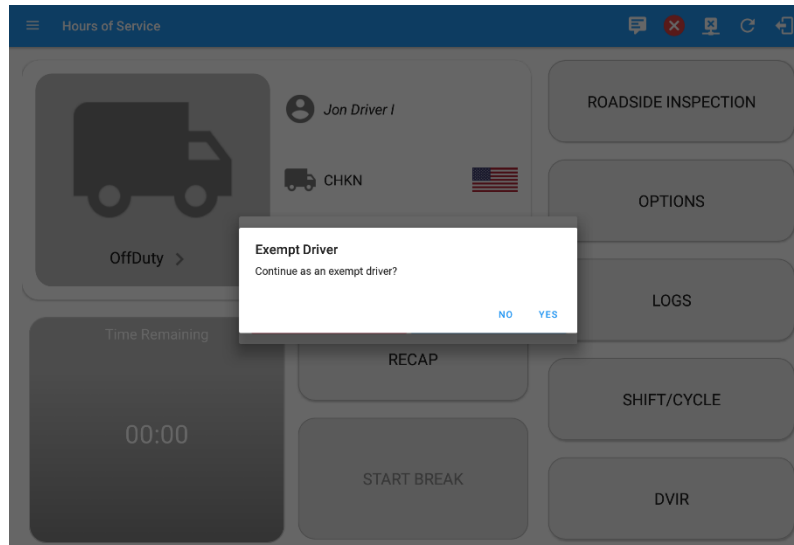 Hours of Service
Jon Driver I
CHKN
OffDuty >
Exempt Driver
Continue as an exempt driver?
NO YES
Time Remaining
00:00
RECAP
START BREAK
ROADSIDE INSPECTION
OPTIONS
LOGS
SHIFT/CYCLE
DVIR